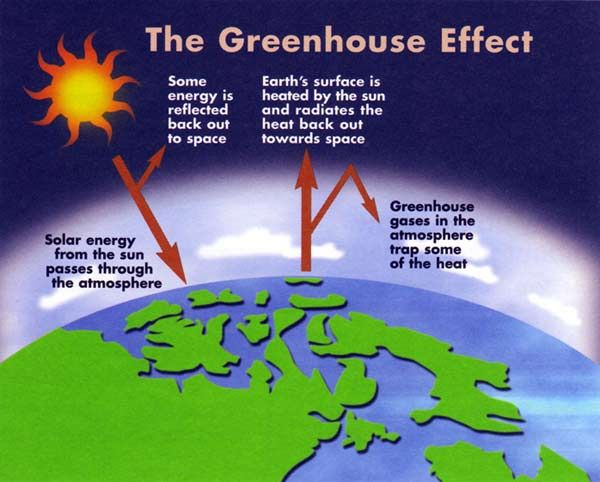 The Greenhouse Effect
Some
energy is
reflected
back out
to space
Earth's surface is
heated by the sun
and radiates the
heat back out
towards space
Solar energy
from the sun
passes through
the atmosphere
Greenhouse
gases in the
atmosphere
trap some
of the heat